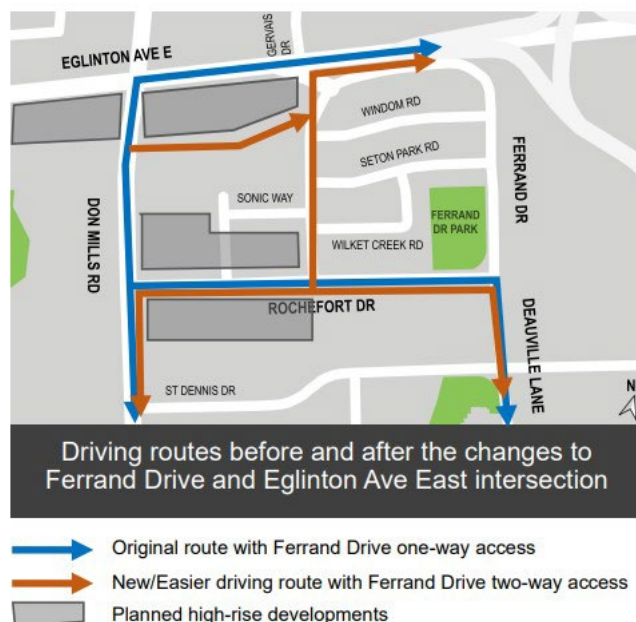 EGLINTON AVE E
GERVAIS
DR
WINDOM RD
SETON PARK RD
FERRAND DR
DON MILLS RD
SONIC WAY
FERRAND
DR PARK
WILKET CREEK RD
ROCHEFORT DR
DEAUVILLE LANE
ST DENNIS DR
N
Driving routes before and after the changes to
Ferrand Drive and Eglinton Ave East intersection
Original route with Ferrand Drive one-way access
New/Easier driving route with Ferrand Drive two-way access
Planned high-rise developments